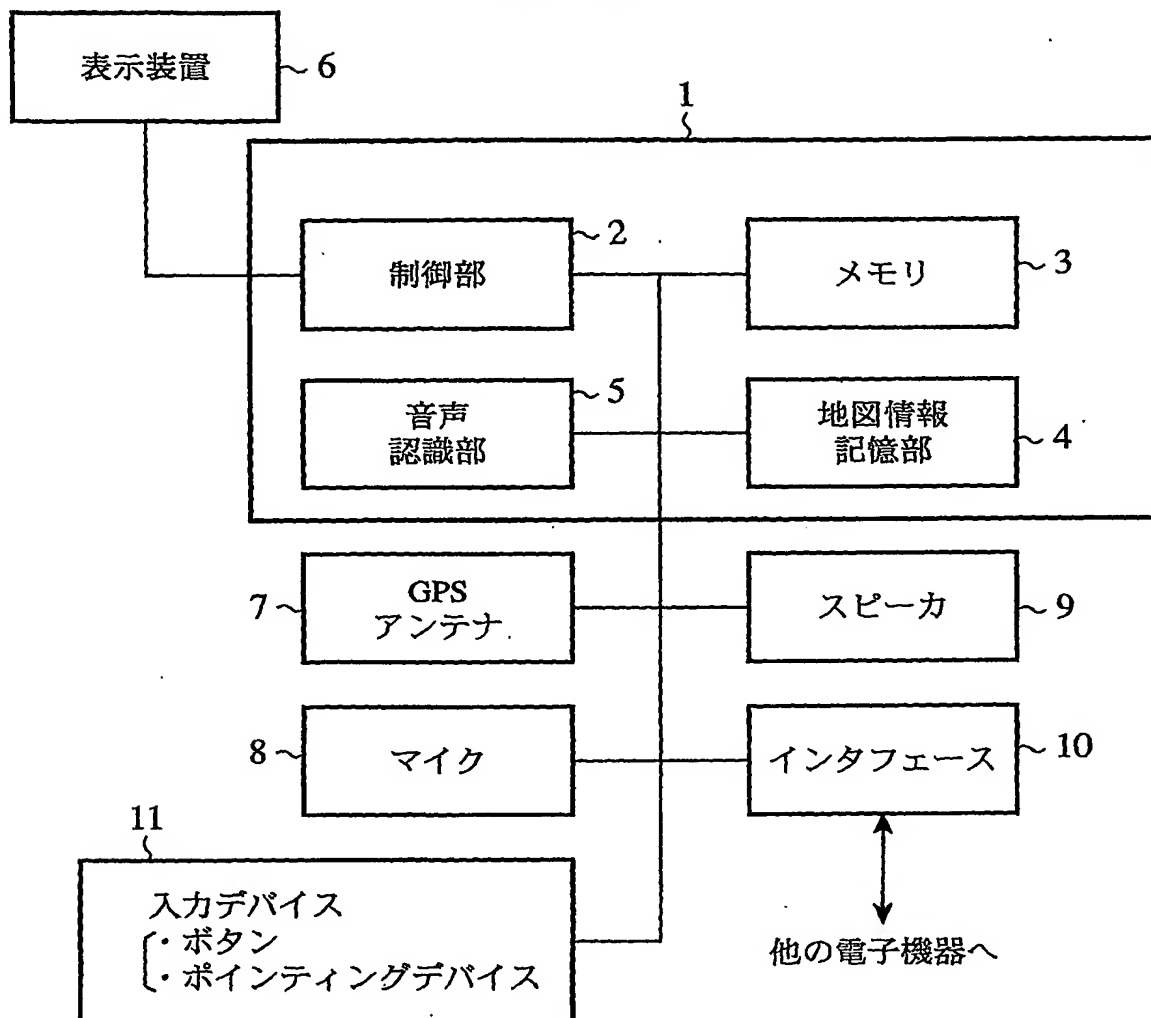 表示装置
6
1
制御部
2
メモリ
3
音声
認識部
5
地図情報
記憶部
4
GPS
アンテナ
7
スピーカ
9
マイク
8
インタフェース
10
11
入力デバイス
・ボタン
・ポインティングデバイス
他の電子機器へ